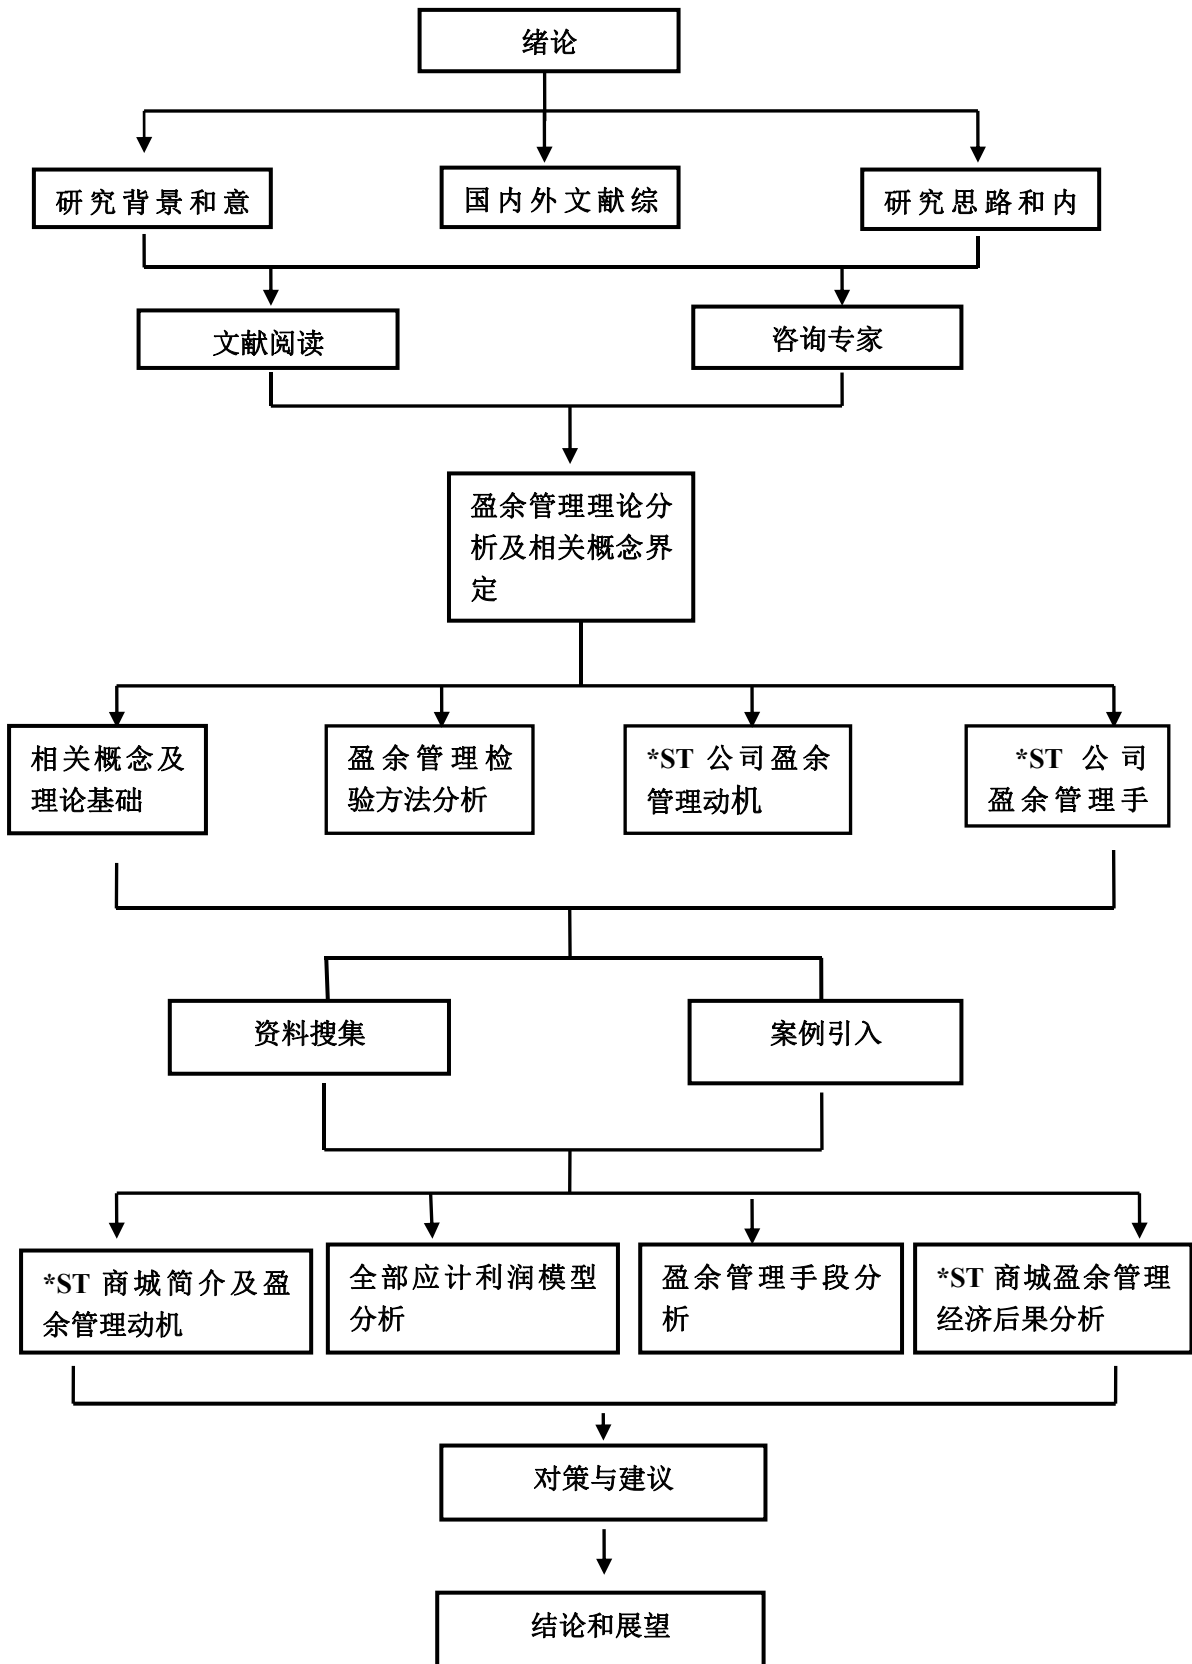 绪论
研究背景和意
国内外文献综
研究思路和内
文献阅读
咨询专家
盈余管理理论分
析及相关概念界
定
相关概念及
理论基础
盈余管理检
验方法分析
*ST 公司盈余
管理动机
*ST 公司
盈余管理手
资料搜集
案例引入
*ST 商城简介及盈
余管理动机
全部应计利润模型
分析
盈余管理手段分
析
*ST 商城盈余管理
经济后果分析
对策与建议
结论和展望